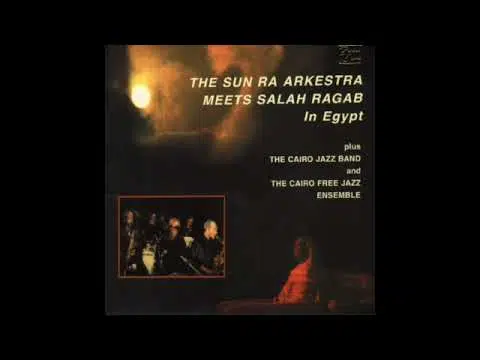 THE SUN RA ARKESTRA
MEETS SALAH RAGAB
In Egypt
plus
THE CAIRO JAZZ BAND
and
THE CAIRO FREE JAZZ
ENSEMBLE